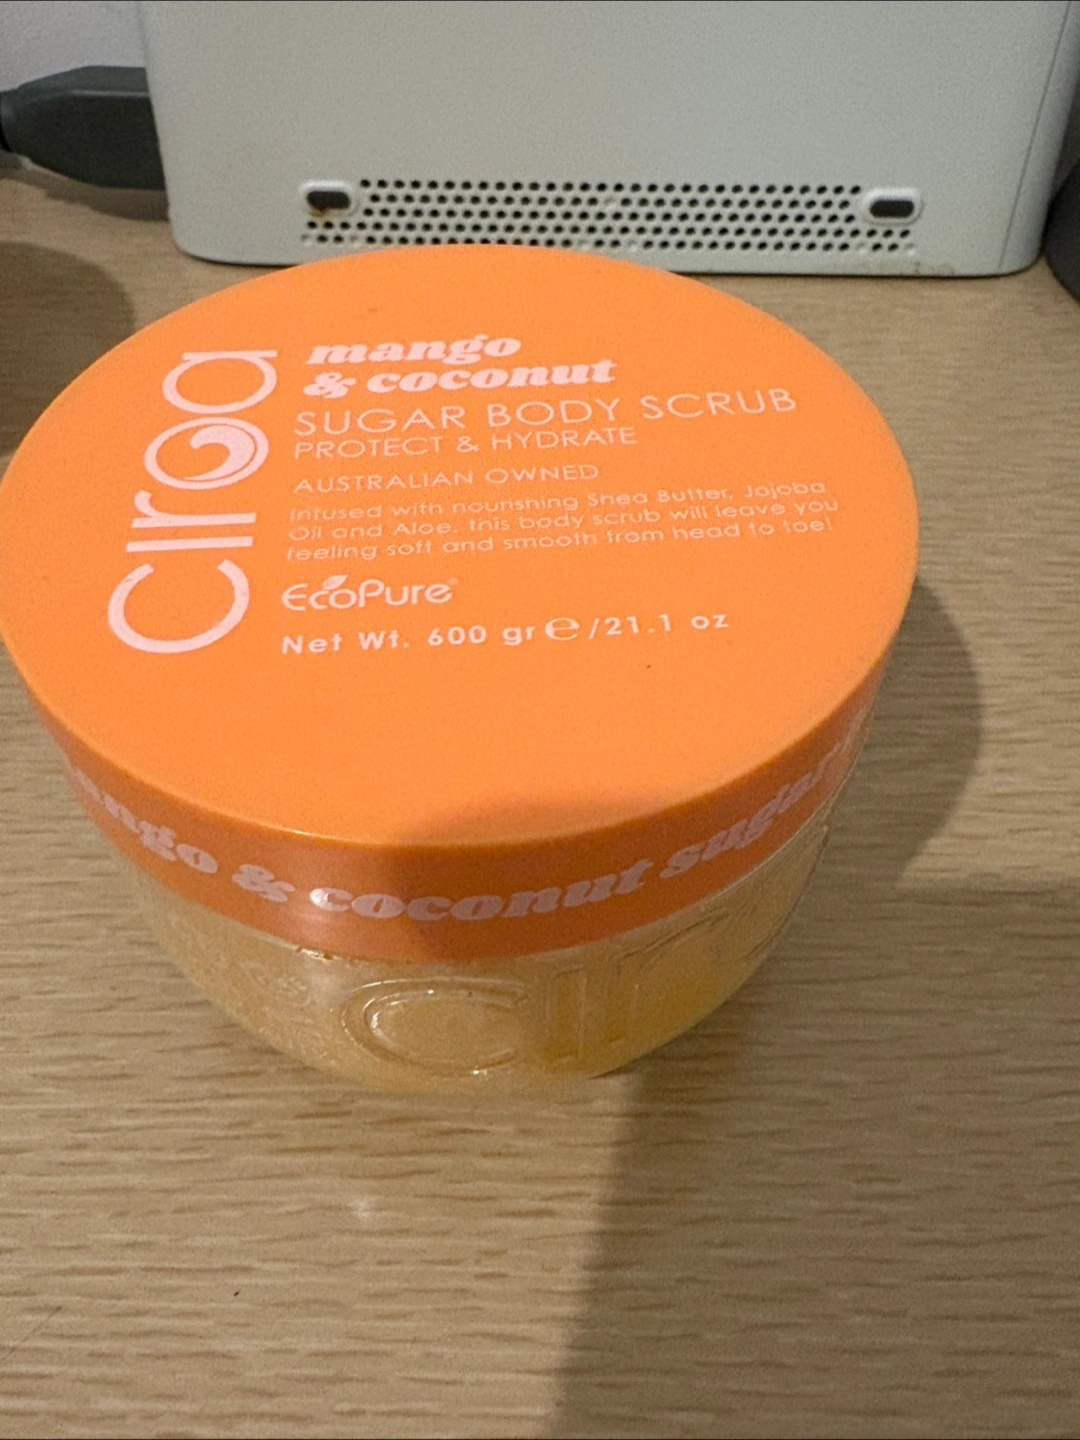 Ciroa
mango
& coconut
SUGAR BODY SCRUB
PROTECT & HYDRATE
AUSTRALIAN OWNED
Infused with nourishing Shea Butter, Jojoba
Oil and Aloe, this body scrub will leave you
feeling soft and smooth from head to toe!
EcoPure
Net Wt. 600 gr e /21.1 oz
ango & coconut sugar
cir